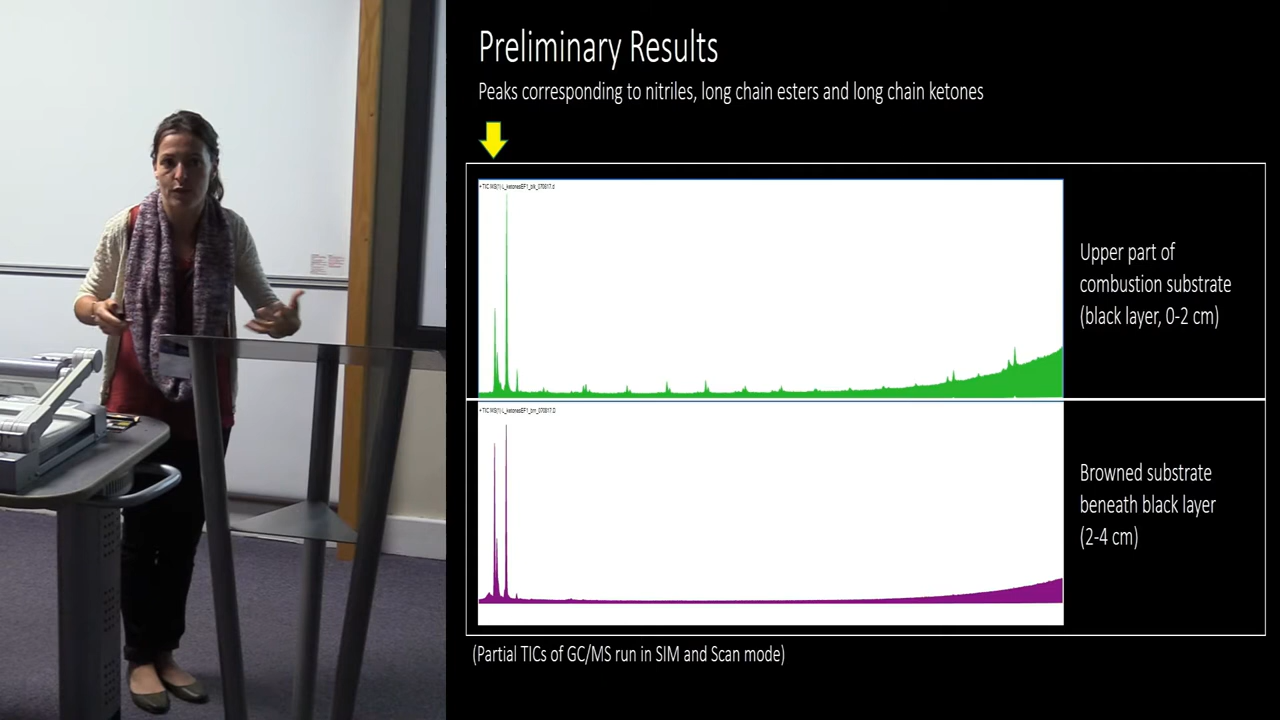 Preliminary Results
Peaks corresponding to nitriles, long chain esters and long chain ketones
Upper part of
combustion substrate
(black layer, 0-2 cm)
Browned substrate
beneath black layer
(2-4 cm)
(Partial TICs of GC/MS run in SIM and Scan mode)